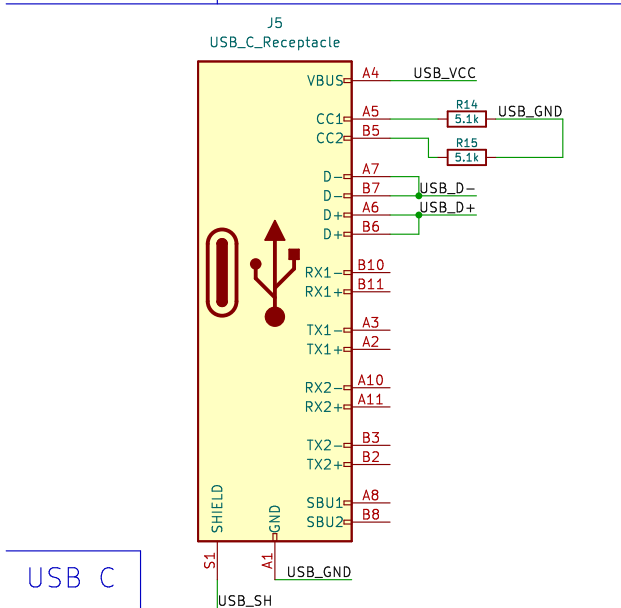 J5
USB_C_Receptacle
VBUS A4 USB_VCC
CC1 A5 R14 5.1k USB_GND
CC2 B5 R15 5.1k
D- A7
D- B7 USB_D-
D+ A6 USB_D+
D+ B6
RX1- B10
RX1+ B11
TX1- A3
TX1+ A2
RX2- A10
RX2+ A11
TX2- B3
TX2+ B2
SBU1 A8
SBU2 B8
SHIELD
GND
S1
A1
USB_GND
USB_SH
USB C